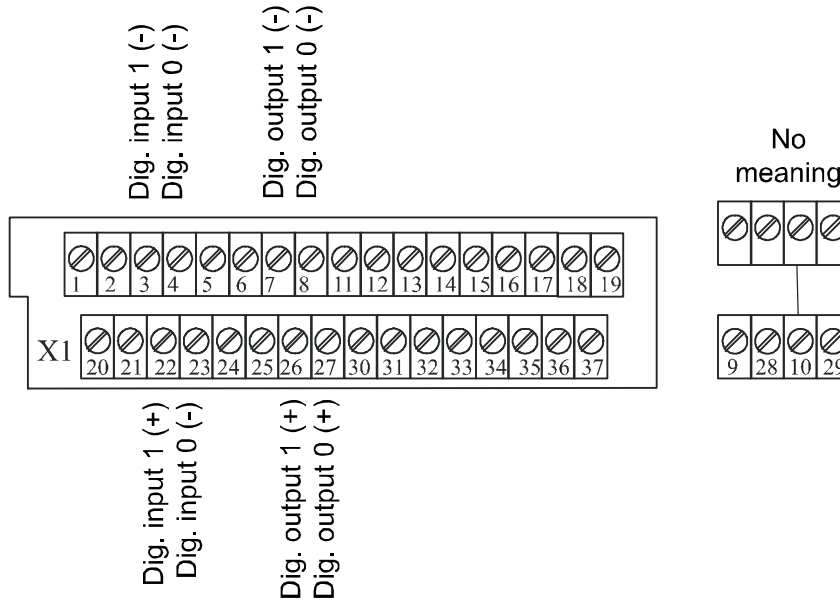 Dig. input 1 (-)
Dig. input 0 (-)
Dig. output 1 (-)
Dig. output 0 (-)
No
meaning
1 2 3 4 5 6 7 8 11 12 13 14 15 16 17 18 19
X1
20 21 22 23 24 25 26 27 30 31 32 33 34 35 36 37
9 28 10 29
Dig. input 1 (+)
Dig. input 0 (-)
Dig. output 1 (+)
Dig. output 0 (+)